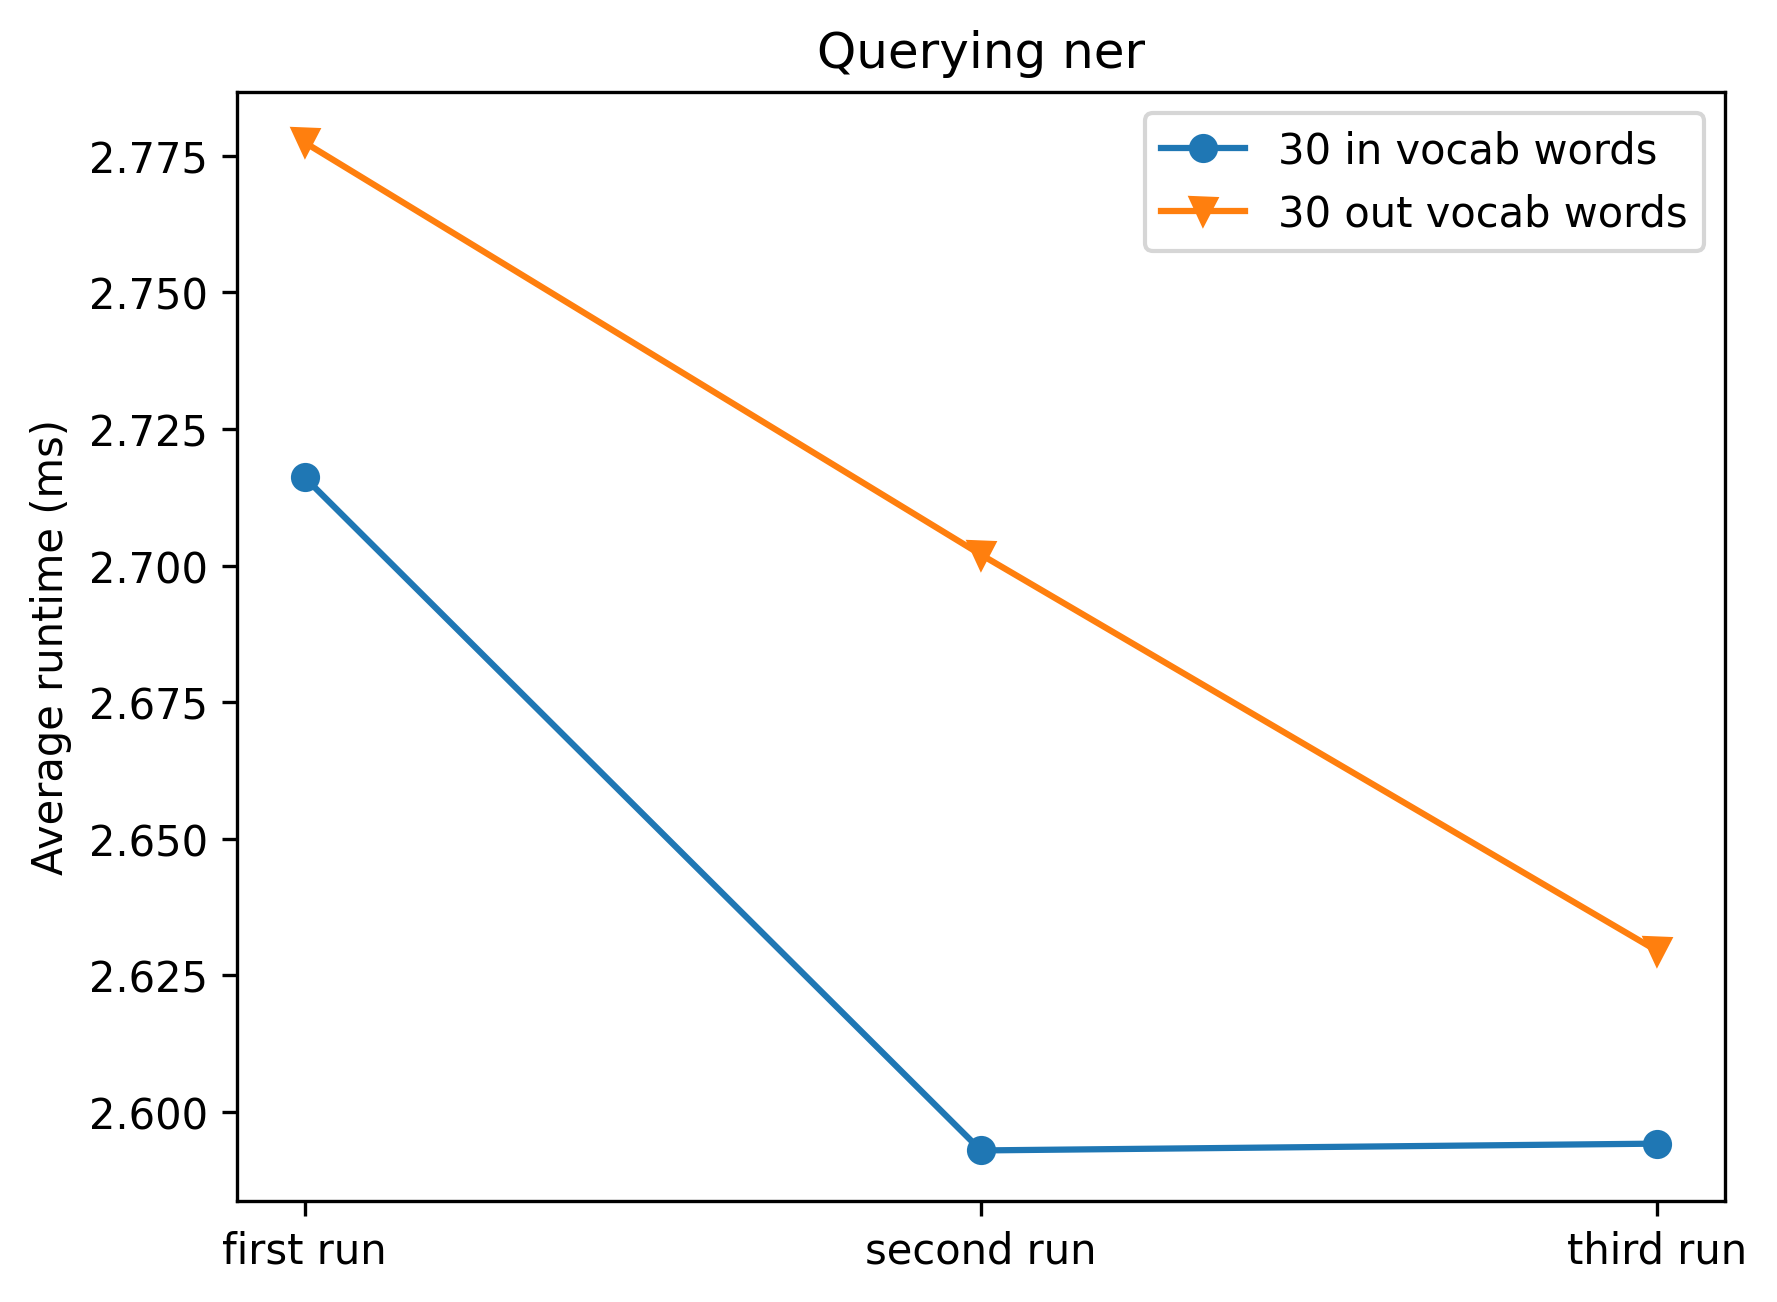 Querying ner
30 in vocab words
30 out vocab words
Average runtime (ms)
2.775
2.750
2.725
2.700
2.675
2.650
2.625
2.600
first run
second run
third run